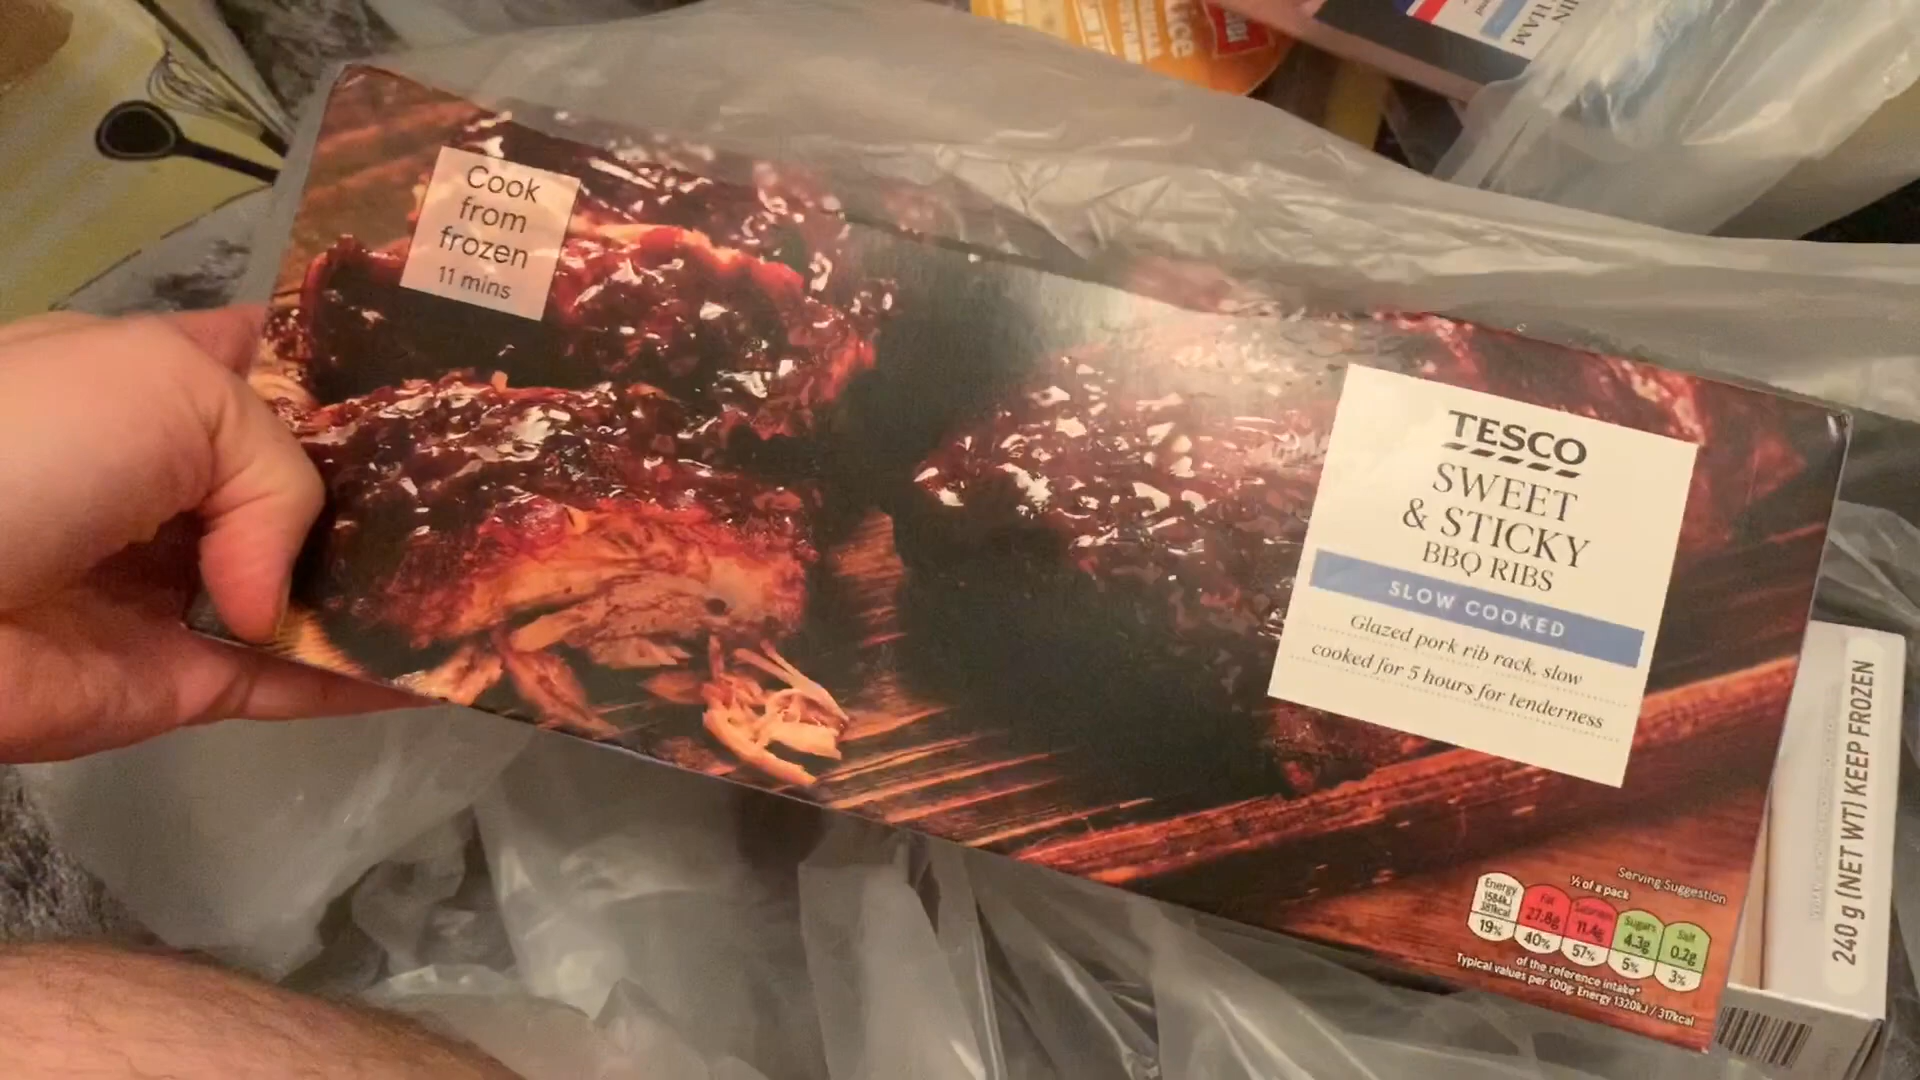 Cook
from
frozen
11 mins
TESCO
SWEET
& STICKY
BBQ RIBS
SLOW COOKED
Glazed pork rib rack, slow
cooked for 5 hours for tenderness
Serving Suggestion
½ of a pack
Energy
1584kJ
381kcal
19%
Fat
27.8g
40%
Saturates
11.4g
57%
Sugars
4.3g
5%
Salt
0.2g
3%
of the reference intake*
Typical values per 100g: Energy 1320kJ / 317kcal
240 g (NET WT) KEEP FROZEN
HAM